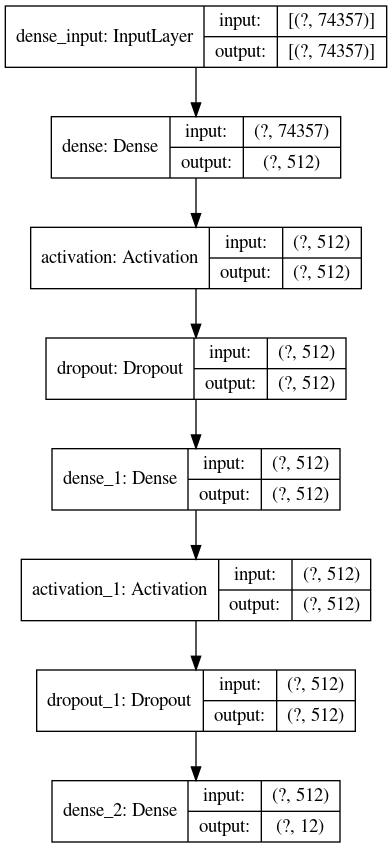 dense_input: InputLayer input: [(?, 74357)]
output: [(?, 74357)]
dense: Dense input: (?, 74357)
output: (?, 512)
activation: Activation input: (?, 512)
output: (?, 512)
dropout: Dropout input: (?, 512)
output: (?, 512)
dense_1: Dense input: (?, 512)
output: (?, 512)
activation_1: Activation input: (?, 512)
output: (?, 512)
dropout_1: Dropout input: (?, 512)
output: (?, 512)
dense_2: Dense input: (?, 512)
output: (?, 12)